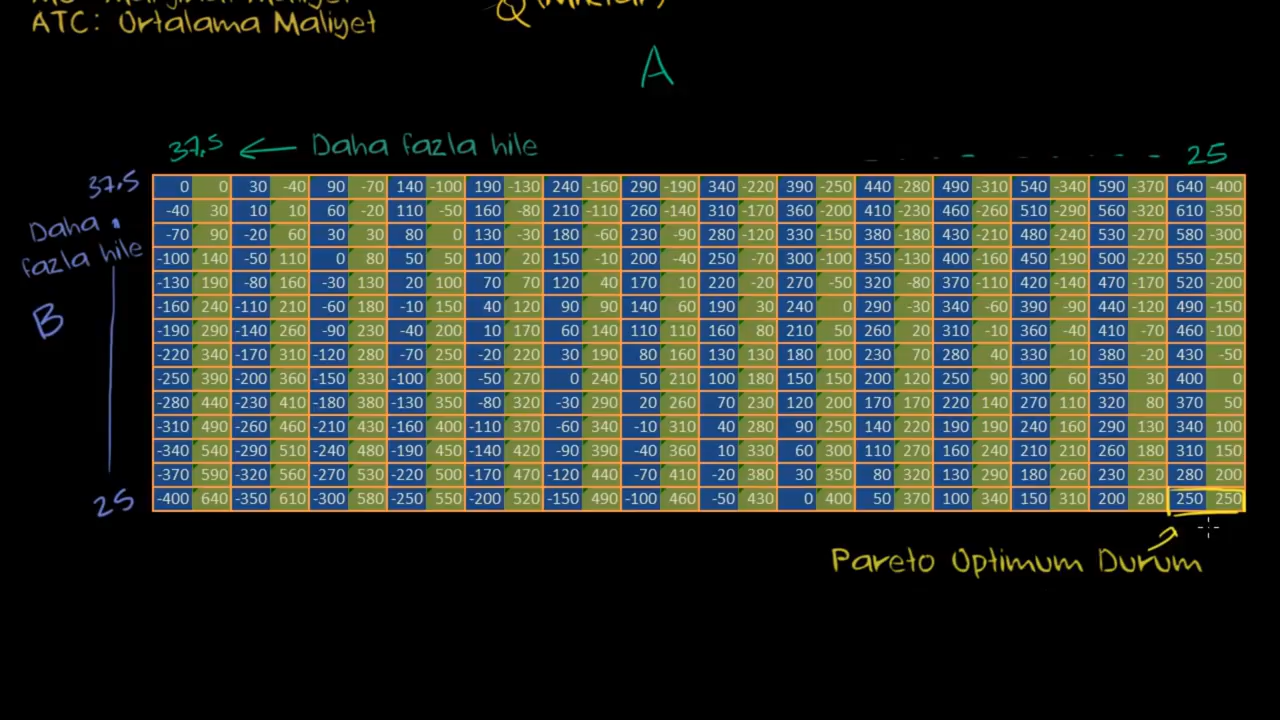 ATC: Ortalama Maliyet
A
37.5 ← Daha fazla hile 25
37.5
Daha
fazla hile
B
25
0 0 30 -40 90 -70 140 -100 190 -130 240 -160 290 -190 340 -220 390 -250 440 -280 490 -310 540 -340 590 -370 640 -400
-40 30 10 10 60 -20 110 -50 160 -80 210 -110 260 -140 310 -170 360 -200 410 -230 460 -260 510 -290 560 -320 610 -350
-70 90 -20 60 30 30 80 0 130 -30 180 -60 230 -90 280 -120 330 -150 380 -180 430 -210 480 -240 530 -270 580 -300
-100 140 -50 110 0 80 50 50 100 20 150 -10 200 -40 250 -70 300 -100 350 -130 400 -160 450 -190 500 -220 550 -250
-130 190 -80 160 -30 130 20 100 70 70 120 40 170 10 220 -20 270 -50 320 -80 370 -110 420 -140 470 -170 520 -200
-160 240 -110 210 -60 180 -10 150 40 120 90 90 140 60 190 30 240 0 290 -30 340 -60 390 -90 440 -120 490 -150
-190 290 -140 260 -90 230 -40 200 10 170 60 140 110 110 160 80 210 50 260 20 310 -10 360 -40 410 -70 460 -100
-220 340 -170 310 -120 280 -70 250 -20 220 30 190 80 160 130 130 180 100 230 70 280 40 330 10 380 -20 430 -50
-250 390 -200 360 -150 330 -100 300 -50 270 0 240 50 210 100 180 150 150 200 120 250 90 300 60 350 30 400 0
-280 440 -230 410 -180 380 -130 350 -80 320 -30 290 20 260 70 230 120 200 170 170 220 140 270 110 320 80 370 50
-310 490 -260 460 -210 430 -160 400 -110 370 -60 340 -10 310 40 280 90 250 140 220 190 190 240 160 290 130 340 100
-340 540 -290 510 -240 480 -190 450 -140 420 -90 390 -40 360 10 330 60 300 110 270 160 240 210 210 260 180 310 150
-370 590 -320 560 -270 530 -220 500 -170 470 -120 440 -70 410 -20 380 30 350 80 320 130 290 180 260 230 230 280 200
-400 640 -350 610 -300 580 -250 550 -200 520 -150 490 -100 460 -50 430 0 400 50 370 100 340 150 310 200 280 250 250
Pareto Optimum Durum